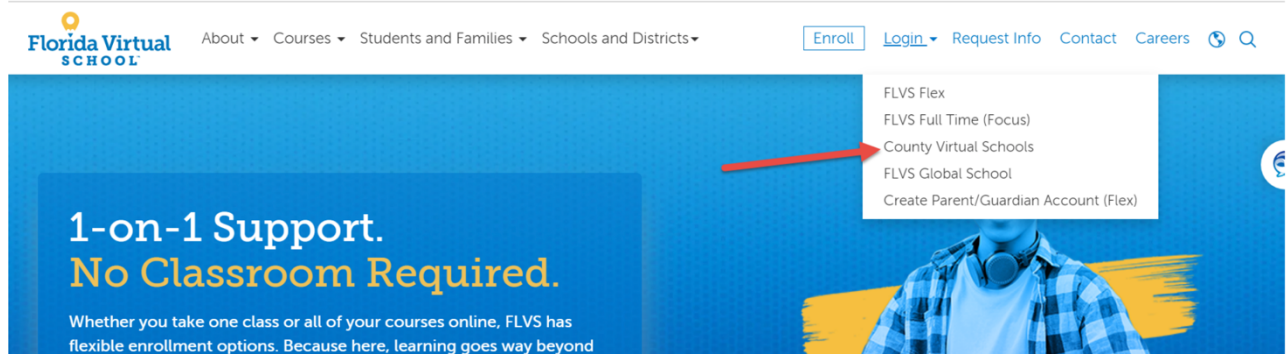 Florida Virtual
SCHOOL
About Courses Students and Families Schools and Districts Enroll Login Request Info Contact Careers
FLVS Flex
FLVS Full Time (Focus)
County Virtual Schools
FLVS Global School
Create Parent/Guardian Account (Flex)
1-on-1 Support.
No Classroom Required.
Whether you take one class or all of your courses online, FLVS has
flexible enrollment options. Because here, learning goes way beyond